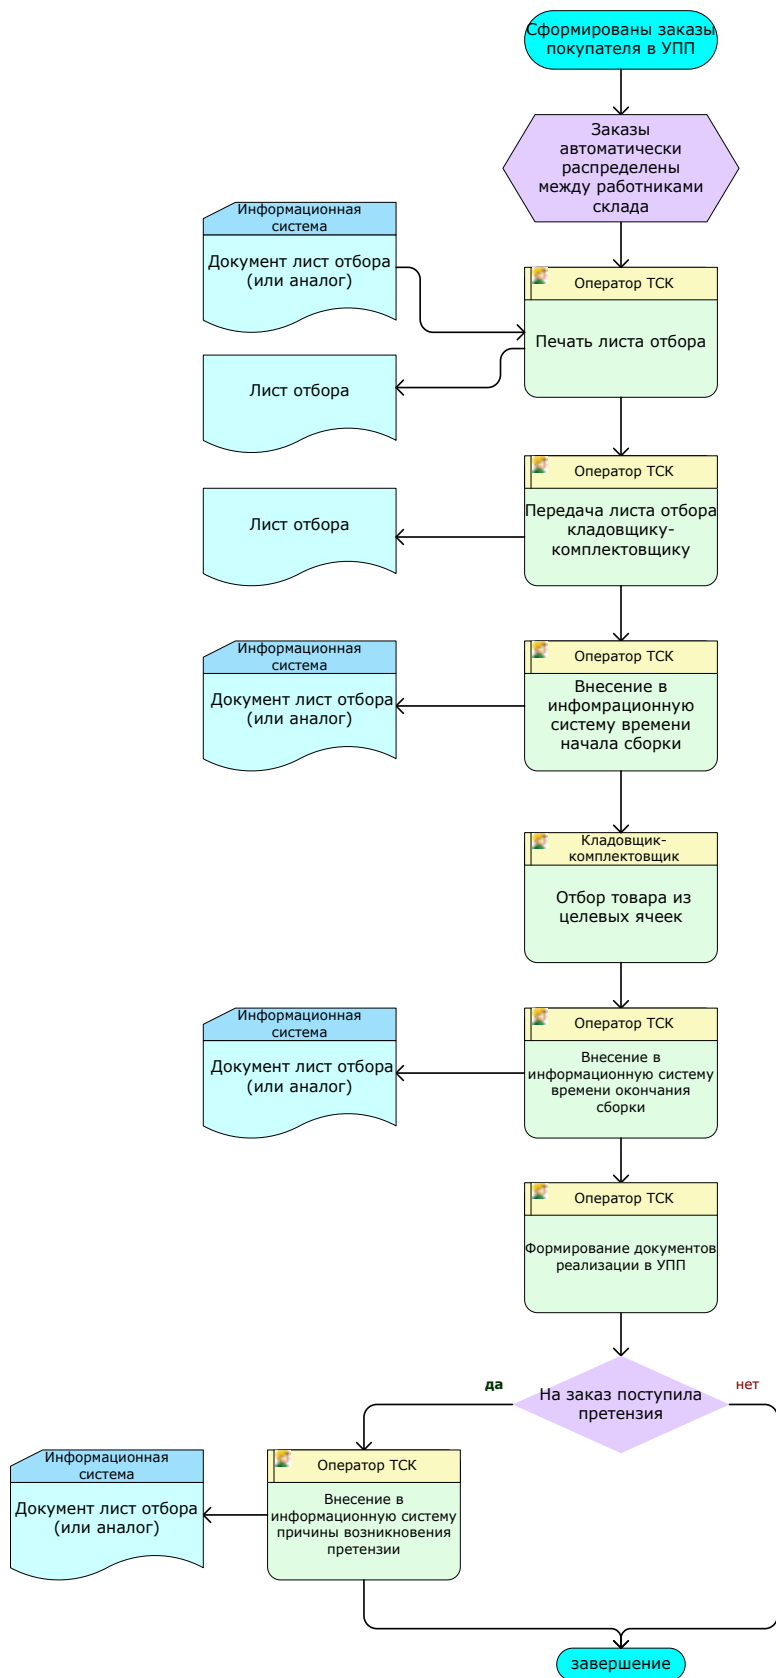 Сформированы заказы
покупателя в УПП
Заказы
автоматически
распределены
между работниками
склада
Информационная
система
Документ лист отбора
(или аналог)
Оператор ТСК
Печать листа отбора
Лист отбора
Оператор ТСК
Передача листа отбора
кладовщику-
комплектовщику
Лист отбора
Информационная
система
Документ лист отбора
(или аналог)
Оператор ТСК
Внесение в
инфомрационную
систему времени
начала сборки
Кладовщик-
комплектовщик
Отбор товара из
целевых ячеек
Информационная
система
Документ лист отбора
(или аналог)
Оператор ТСК
Внесение в
информационную систему
времени окончания
сборки
Оператор ТСК
Формирование документов
реализации в УПП
На заказ поступила
претензия
да
нет
Информационная
система
Документ лист отбора
(или аналог)
Оператор ТСК
Внесение в
информационную систему
причины возникновения
претензии
завершение